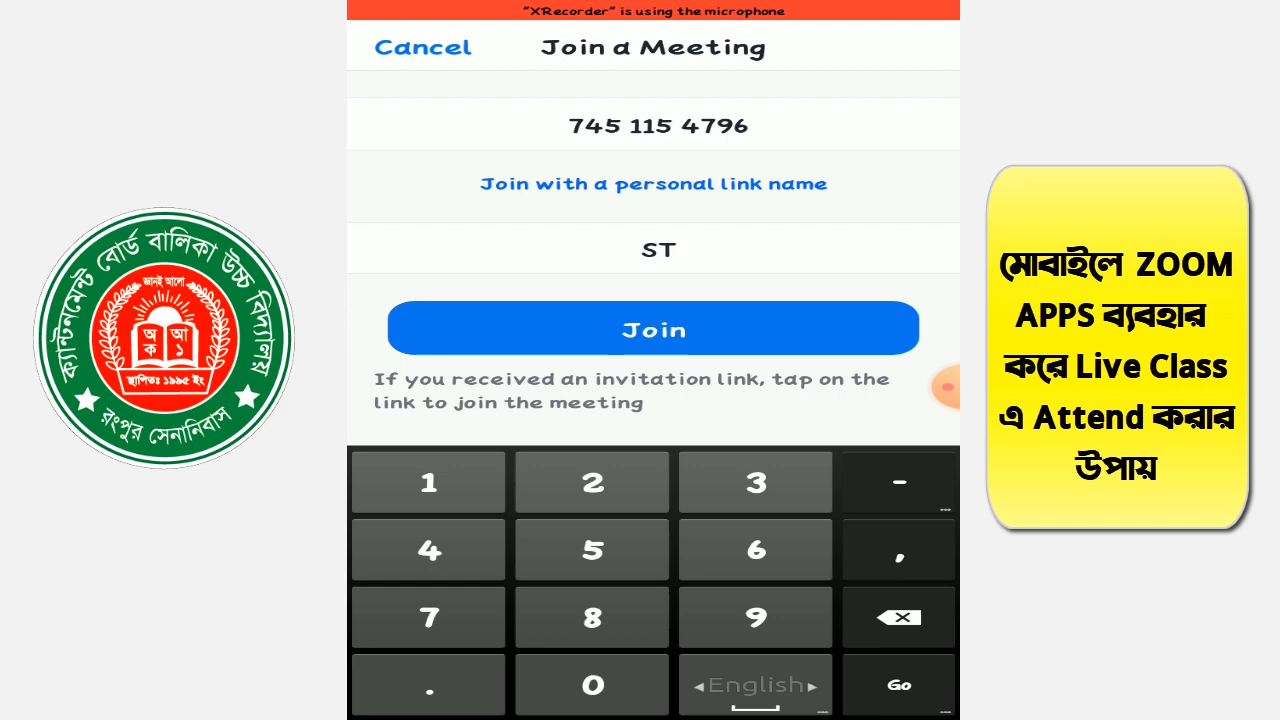 "XRecorder" is using the microphone
Cancel
Join a Meeting
745 115 4796
Join with a personal link name
ST
Join
If you received an invitation link, tap on the
link to join the meeting
1 2 3 -
4 5 6 ,
7 8 9
. 0 English Go
ক্যান্টনমেন্ট বোর্ড বালিকা উচ্চ বিদ্যালয়
জ্ঞানই আলো
অ আ
ক ১
স্থাপিতঃ ১৯৯৫ ইং
রংপুর সেনানিবাস
মোবাইলে ZOOM
APPS ব্যবহার
করে Live Class
এ Attend করার
উপায়